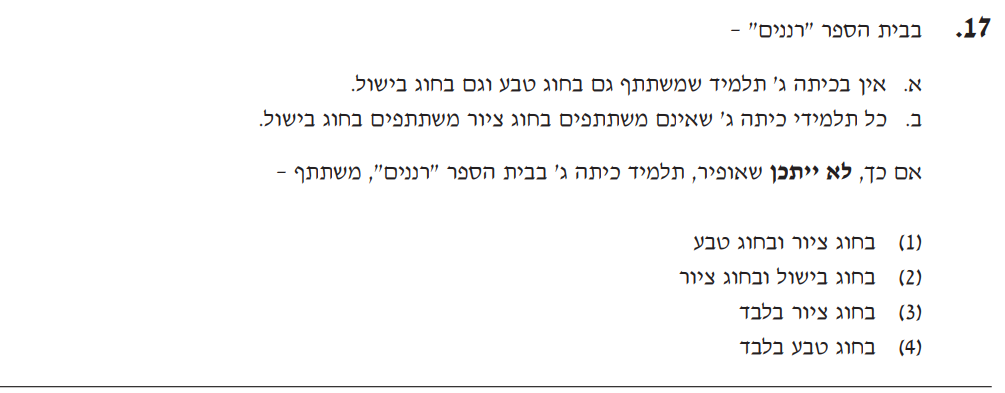 17. בבית הספר "רננים" –
א. אין בכיתה ג' תלמיד שמשתתף גם בחוג טבע וגם בחוג בישול.
ב. כל תלמידי כיתה ג' שאינם משתתפים בחוג ציור משתתפים בחוג בישול.
אם כך, לא ייתכן שאופיר, תלמיד כיתה ג' בבית הספר "רננים", משתתף –
(1) בחוג ציור ובחוג טבע
(2) בחוג בישול ובחוג ציור
(3) בחוג ציור בלבד
(4) בחוג טבע בלבד